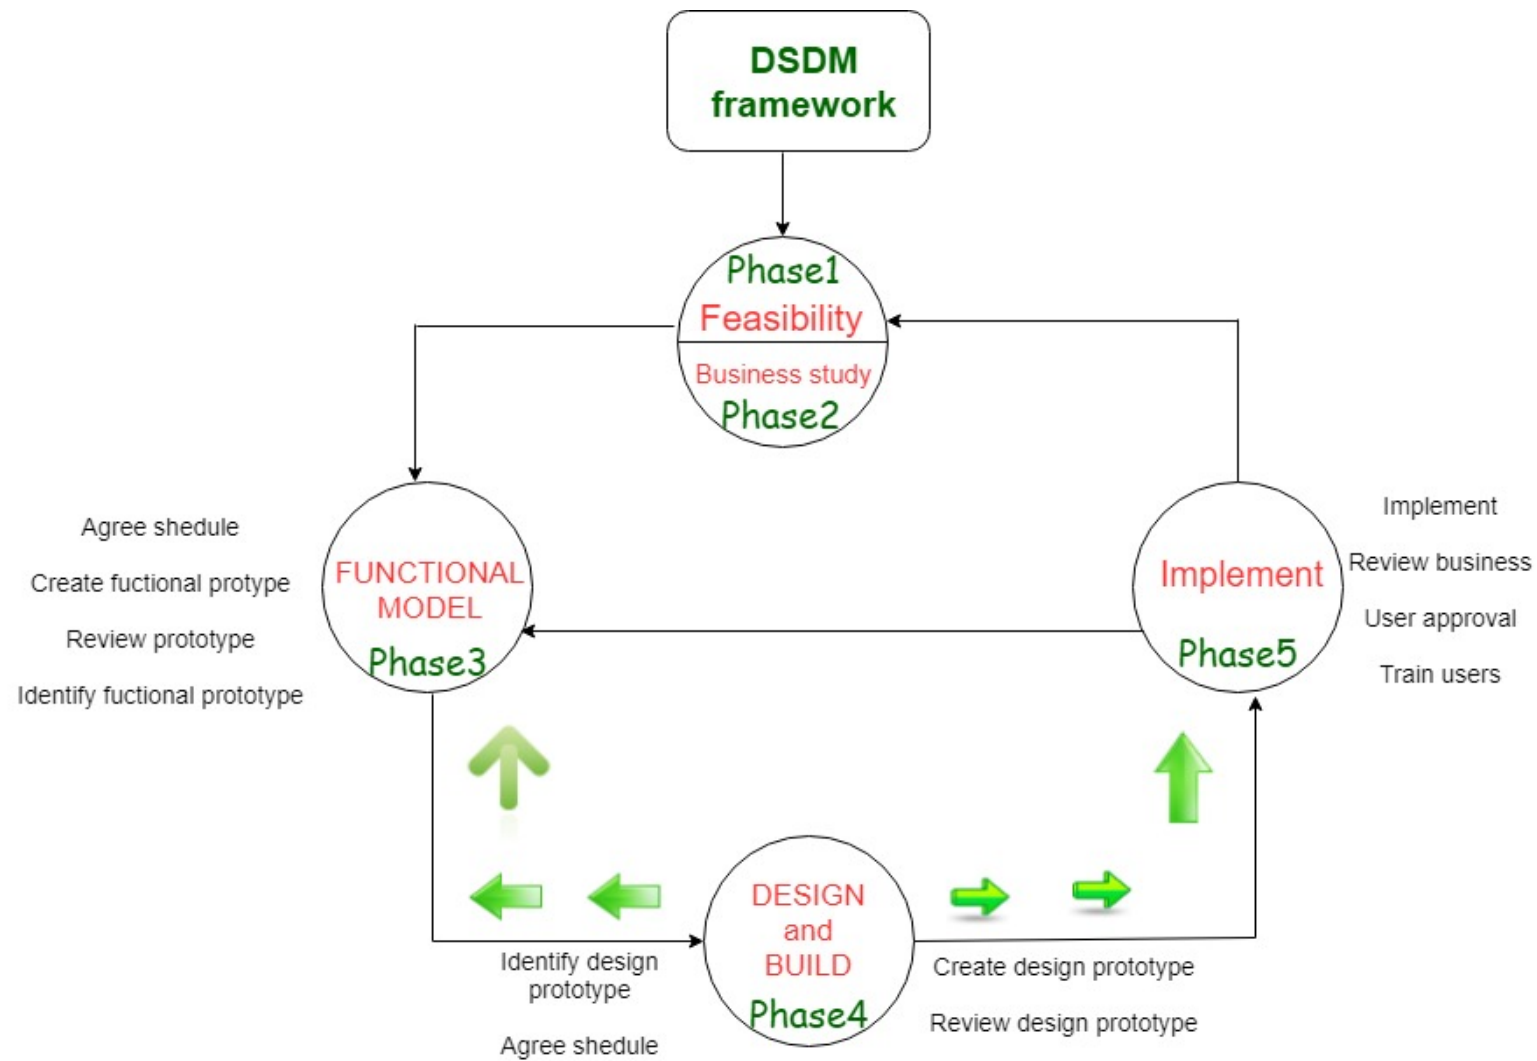 DSDM
framework
Phase1
Feasibility
Business study
Phase2
Agree shedule
Create fuctional protype
Review prototype
Identify fuctional prototype
FUNCTIONAL
MODEL
Phase3
Implement
Phase5
Implement
Review business
User approval
Train users
DESIGN
and
BUILD
Phase4
Identify design
prototype
Agree shedule
Create design prototype
Review design prototype